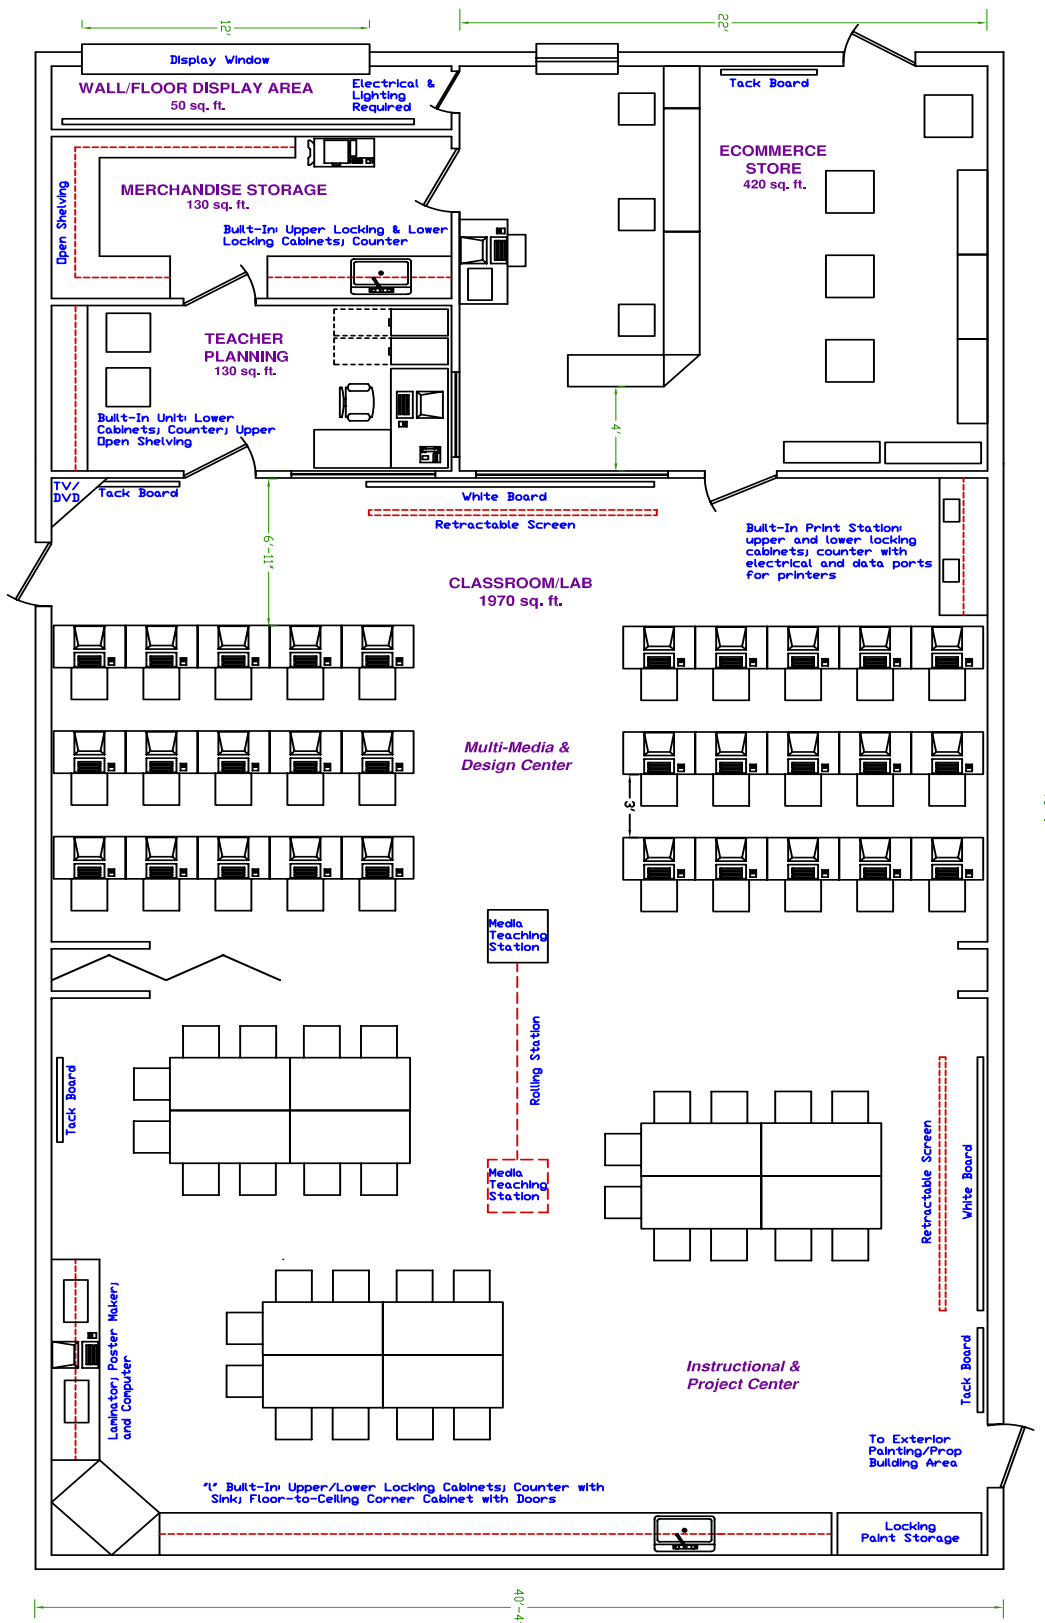 12'
22'
Display Window
WALL/FLOOR DISPLAY AREA
50 sq. ft.
Electrical &
Lighting
Required
Tack Board
ECOMMERCE
STORE
420 sq. ft.
Open Shelving
MERCHANDISE STORAGE
130 sq. ft.
Built-In: Upper Locking & Lower
Locking Cabinets; Counter
TEACHER
PLANNING
130 sq. ft.
Built-In Unit: Lower
Cabinets; Counter; Upper
Open Shelving
4'
TV/
DVD
Tack Board
White Board
Retractable Screen
6'-11"
Built-In Print Station:
upper and lower locking
cabinets; counter with
electrical and data ports
for printers
CLASSROOM/LAB
1970 sq. ft.
Multi-Media &
Design Center
3'
Media
Teaching
Station
Rolling Station
Tack Board
Media
Teaching
Station
Retractable Screen
White Board
Laminator; Poster Maker;
and Computer
Instructional &
Project Center
Tack Board
To Exterior
Painting/Prop
Building Area
"L" Built-In: Upper/Lower Locking Cabinets; Counter with
Sink; Floor-to-Ceiling Corner Cabinet with Doors
Locking
Paint Storage
40'-4